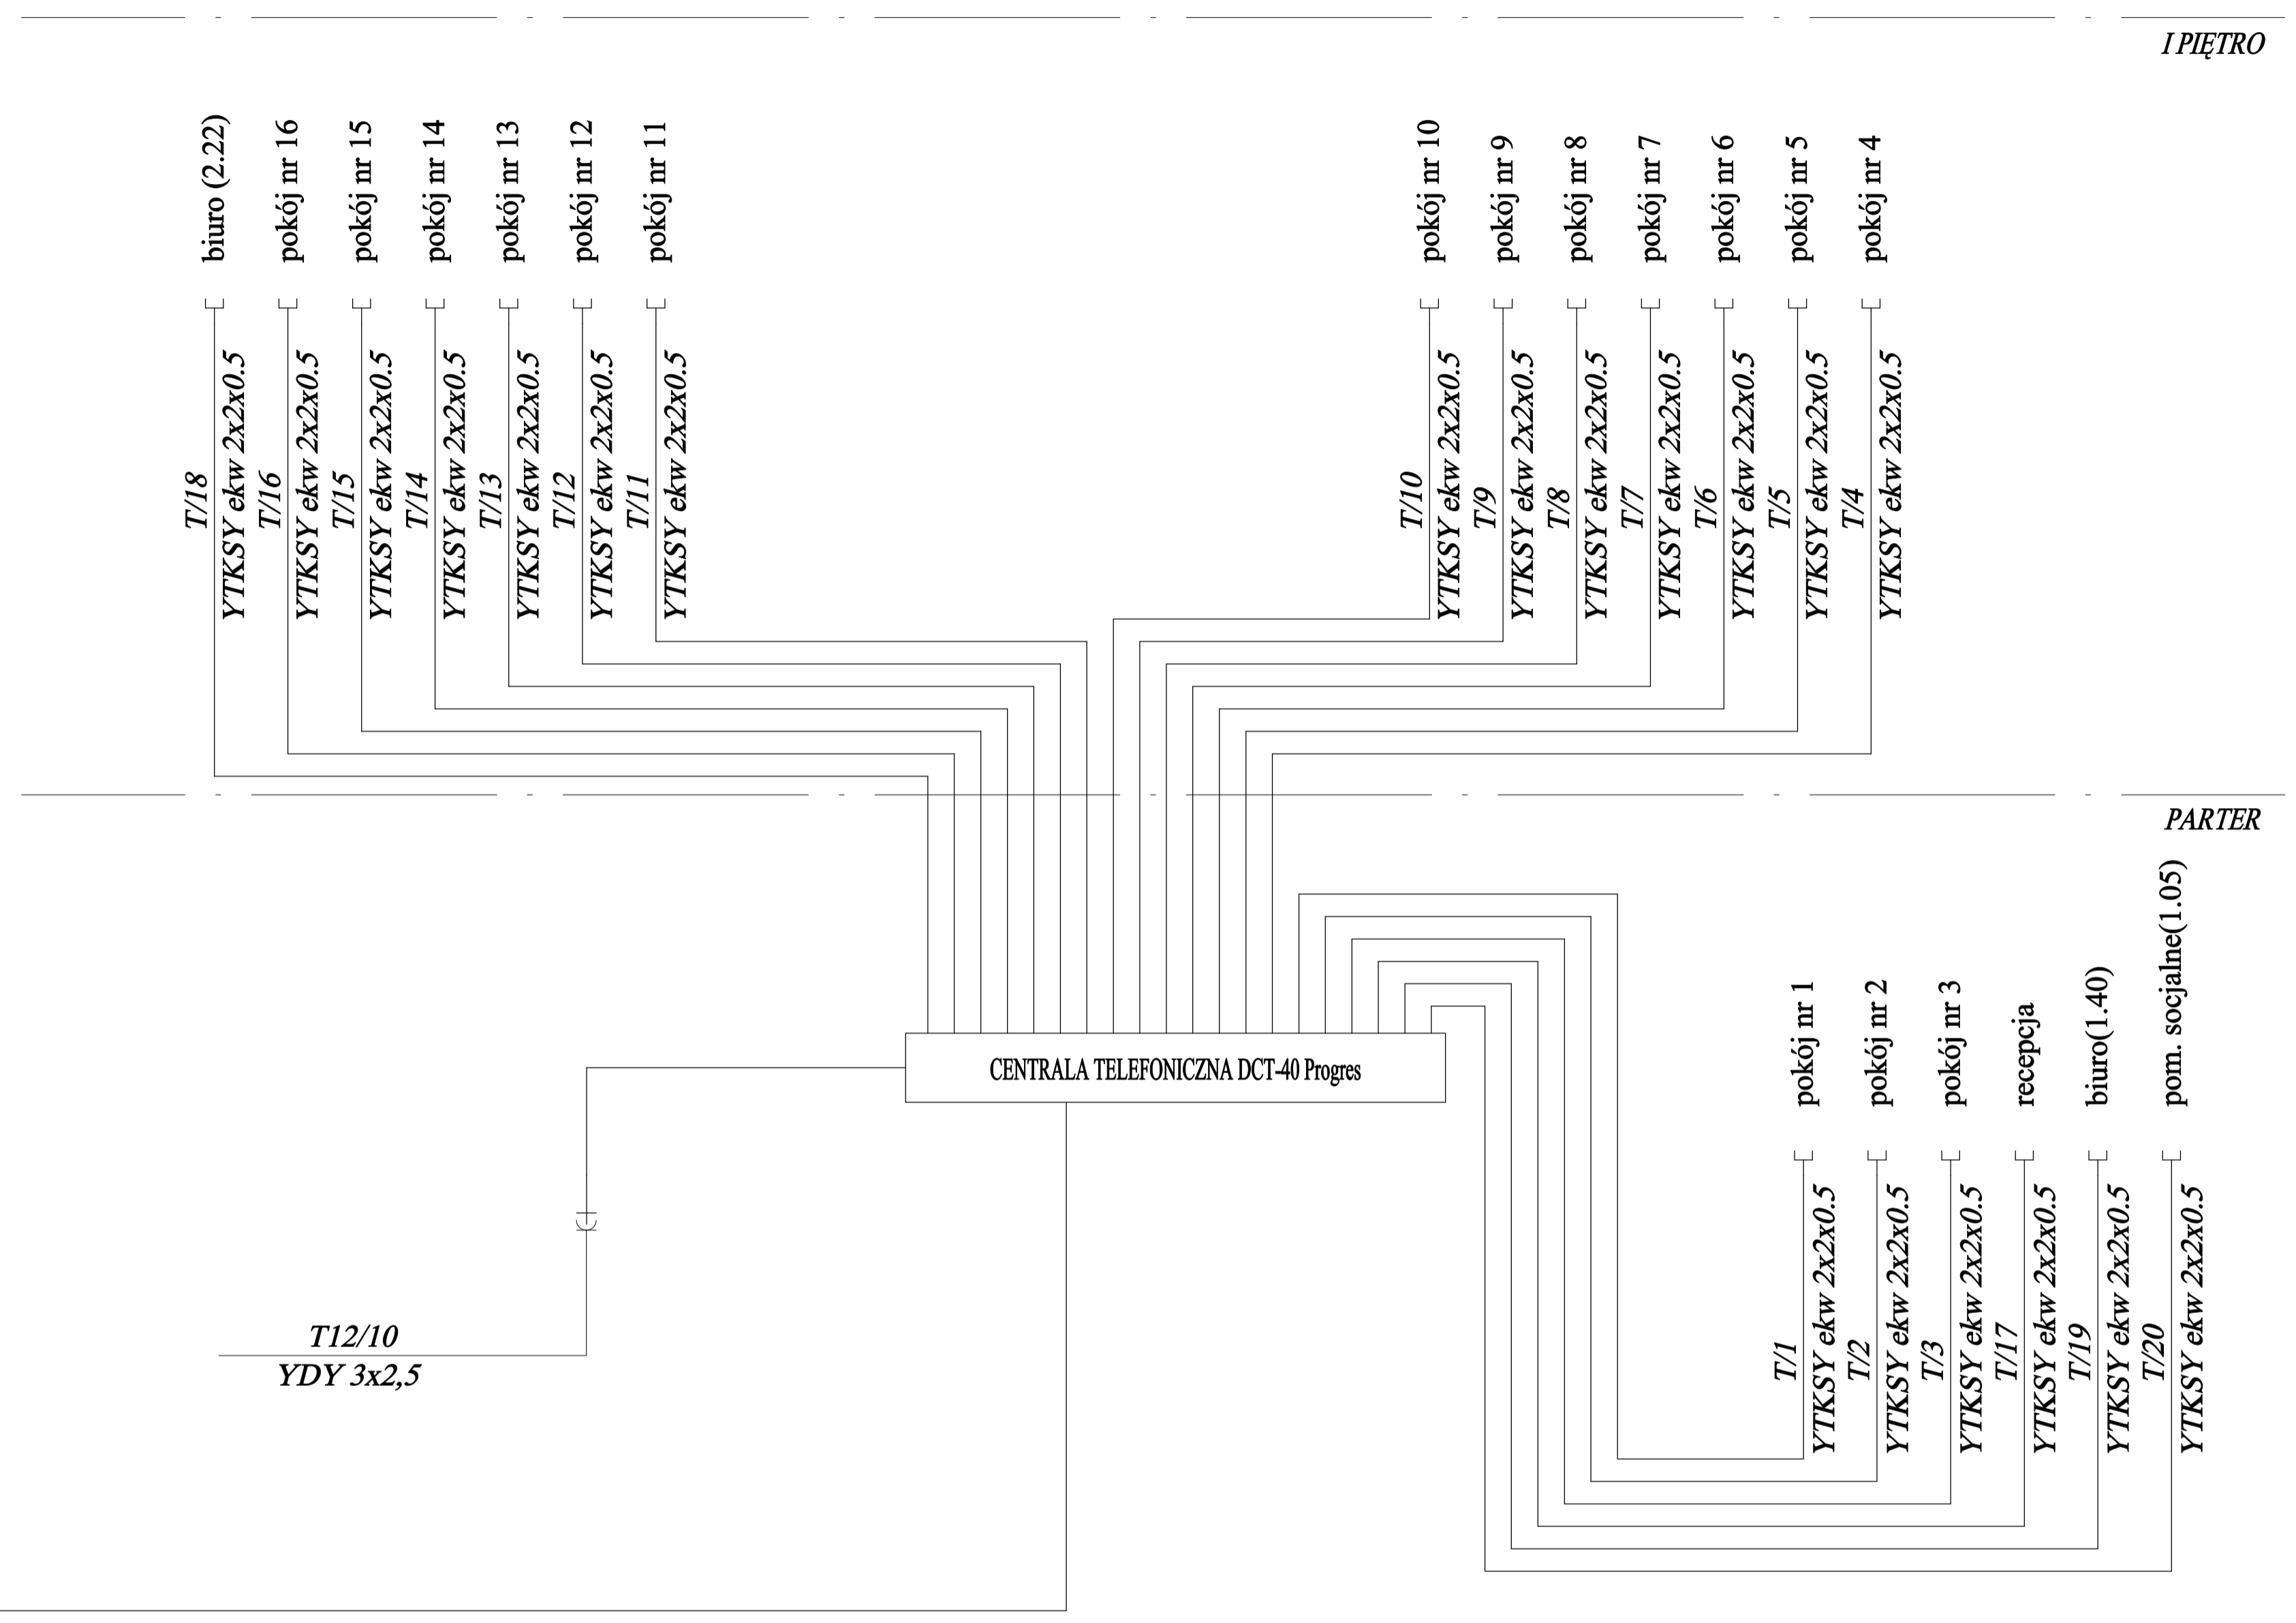 I PIĘTRO
biuro (2.22)
pokój nr 16
pokój nr 15
pokój nr 14
pokój nr 13
pokój nr 12
pokój nr 11
pokój nr 10
pokój nr 9
pokój nr 8
pokój nr 7
pokój nr 6
pokój nr 5
pokój nr 4
T/18
YTKSY ekw 2x2x0.5
T/16
YTKSY ekw 2x2x0.5
T/15
YTKSY ekw 2x2x0.5
T/14
YTKSY ekw 2x2x0.5
T/13
YTKSY ekw 2x2x0.5
T/12
YTKSY ekw 2x2x0.5
T/11
YTKSY ekw 2x2x0.5
T/10
YTKSY ekw 2x2x0.5
T/9
YTKSY ekw 2x2x0.5
T/8
YTKSY ekw 2x2x0.5
T/7
YTKSY ekw 2x2x0.5
T/6
YTKSY ekw 2x2x0.5
T/5
YTKSY ekw 2x2x0.5
T/4
YTKSY ekw 2x2x0.5
PARTER
CENTRALA TELEFONICZNA DCT-40 Progres
pokój nr 1
pokój nr 2
pokój nr 3
recepcja
biuro(1.40)
pom. socjalne(1.05)
T/1
YTKSY ekw 2x2x0.5
T/2
YTKSY ekw 2x2x0.5
T/3
YTKSY ekw 2x2x0.5
T/17
YTKSY ekw 2x2x0.5
T/19
YTKSY ekw 2x2x0.5
T/20
YTKSY ekw 2x2x0.5
T12/10
YDY 3x2,5